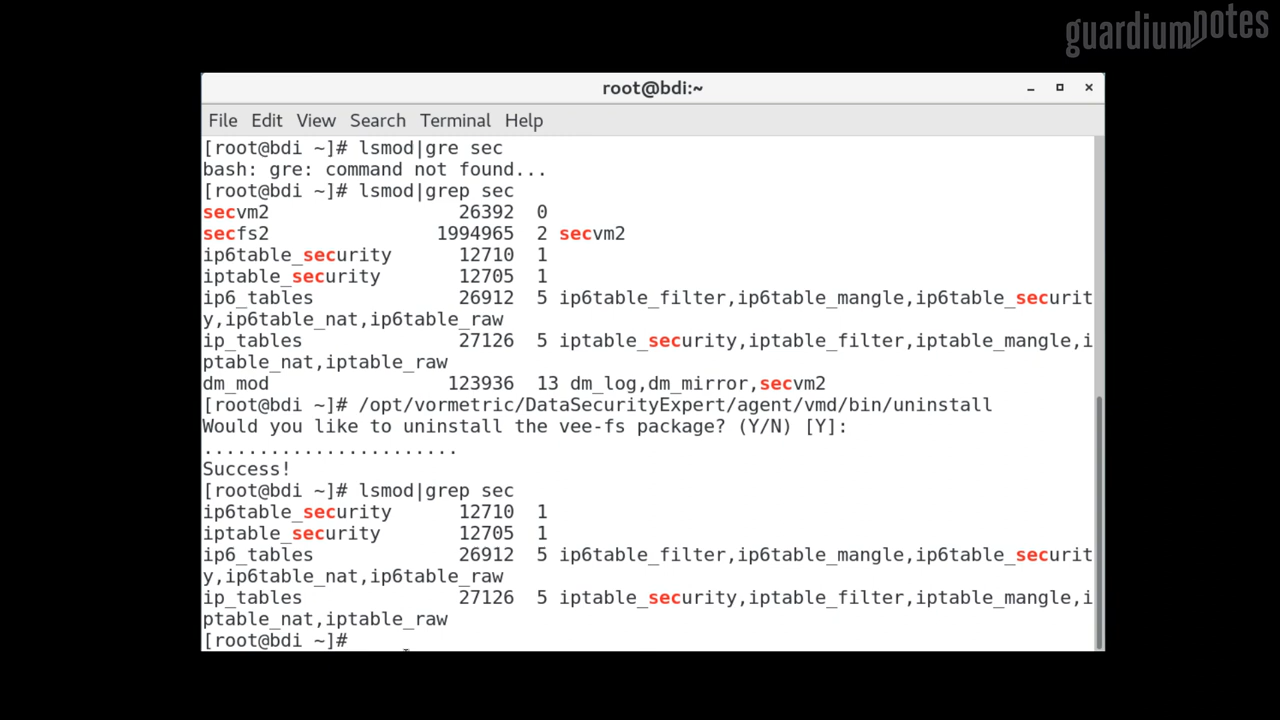 guardiumnotes
root@bdi:~
File Edit View Search Terminal Help
[root@bdi ~]# lsmod|gre sec
bash: gre: command not found...
[root@bdi ~]# lsmod|grep sec
secvm2                 26392  0
secfs2               1994965  2 secvm2
ip6table_security      12710  1
iptable_security       12705  1
ip6_tables             26912  5 ip6table_filter,ip6table_mangle,ip6table_securit
y,ip6table_nat,ip6table_raw
ip_tables              27126  5 iptable_security,iptable_filter,iptable_mangle,i
ptable_nat,iptable_raw
dm_mod                123936  13 dm_log,dm_mirror,secvm2
[root@bdi ~]# /opt/vormetric/DataSecurityExpert/agent/vmd/bin/uninstall
Would you like to uninstall the vee-fs package? (Y/N) [Y]:
.......................
Success!
[root@bdi ~]# lsmod|grep sec
ip6table_security      12710  1
iptable_security       12705  1
ip6_tables             26912  5 ip6table_filter,ip6table_mangle,ip6table_securit
y,ip6table_nat,ip6table_raw
ip_tables              27126  5 iptable_security,iptable_filter,iptable_mangle,i
ptable_nat,iptable_raw
[root@bdi ~]#